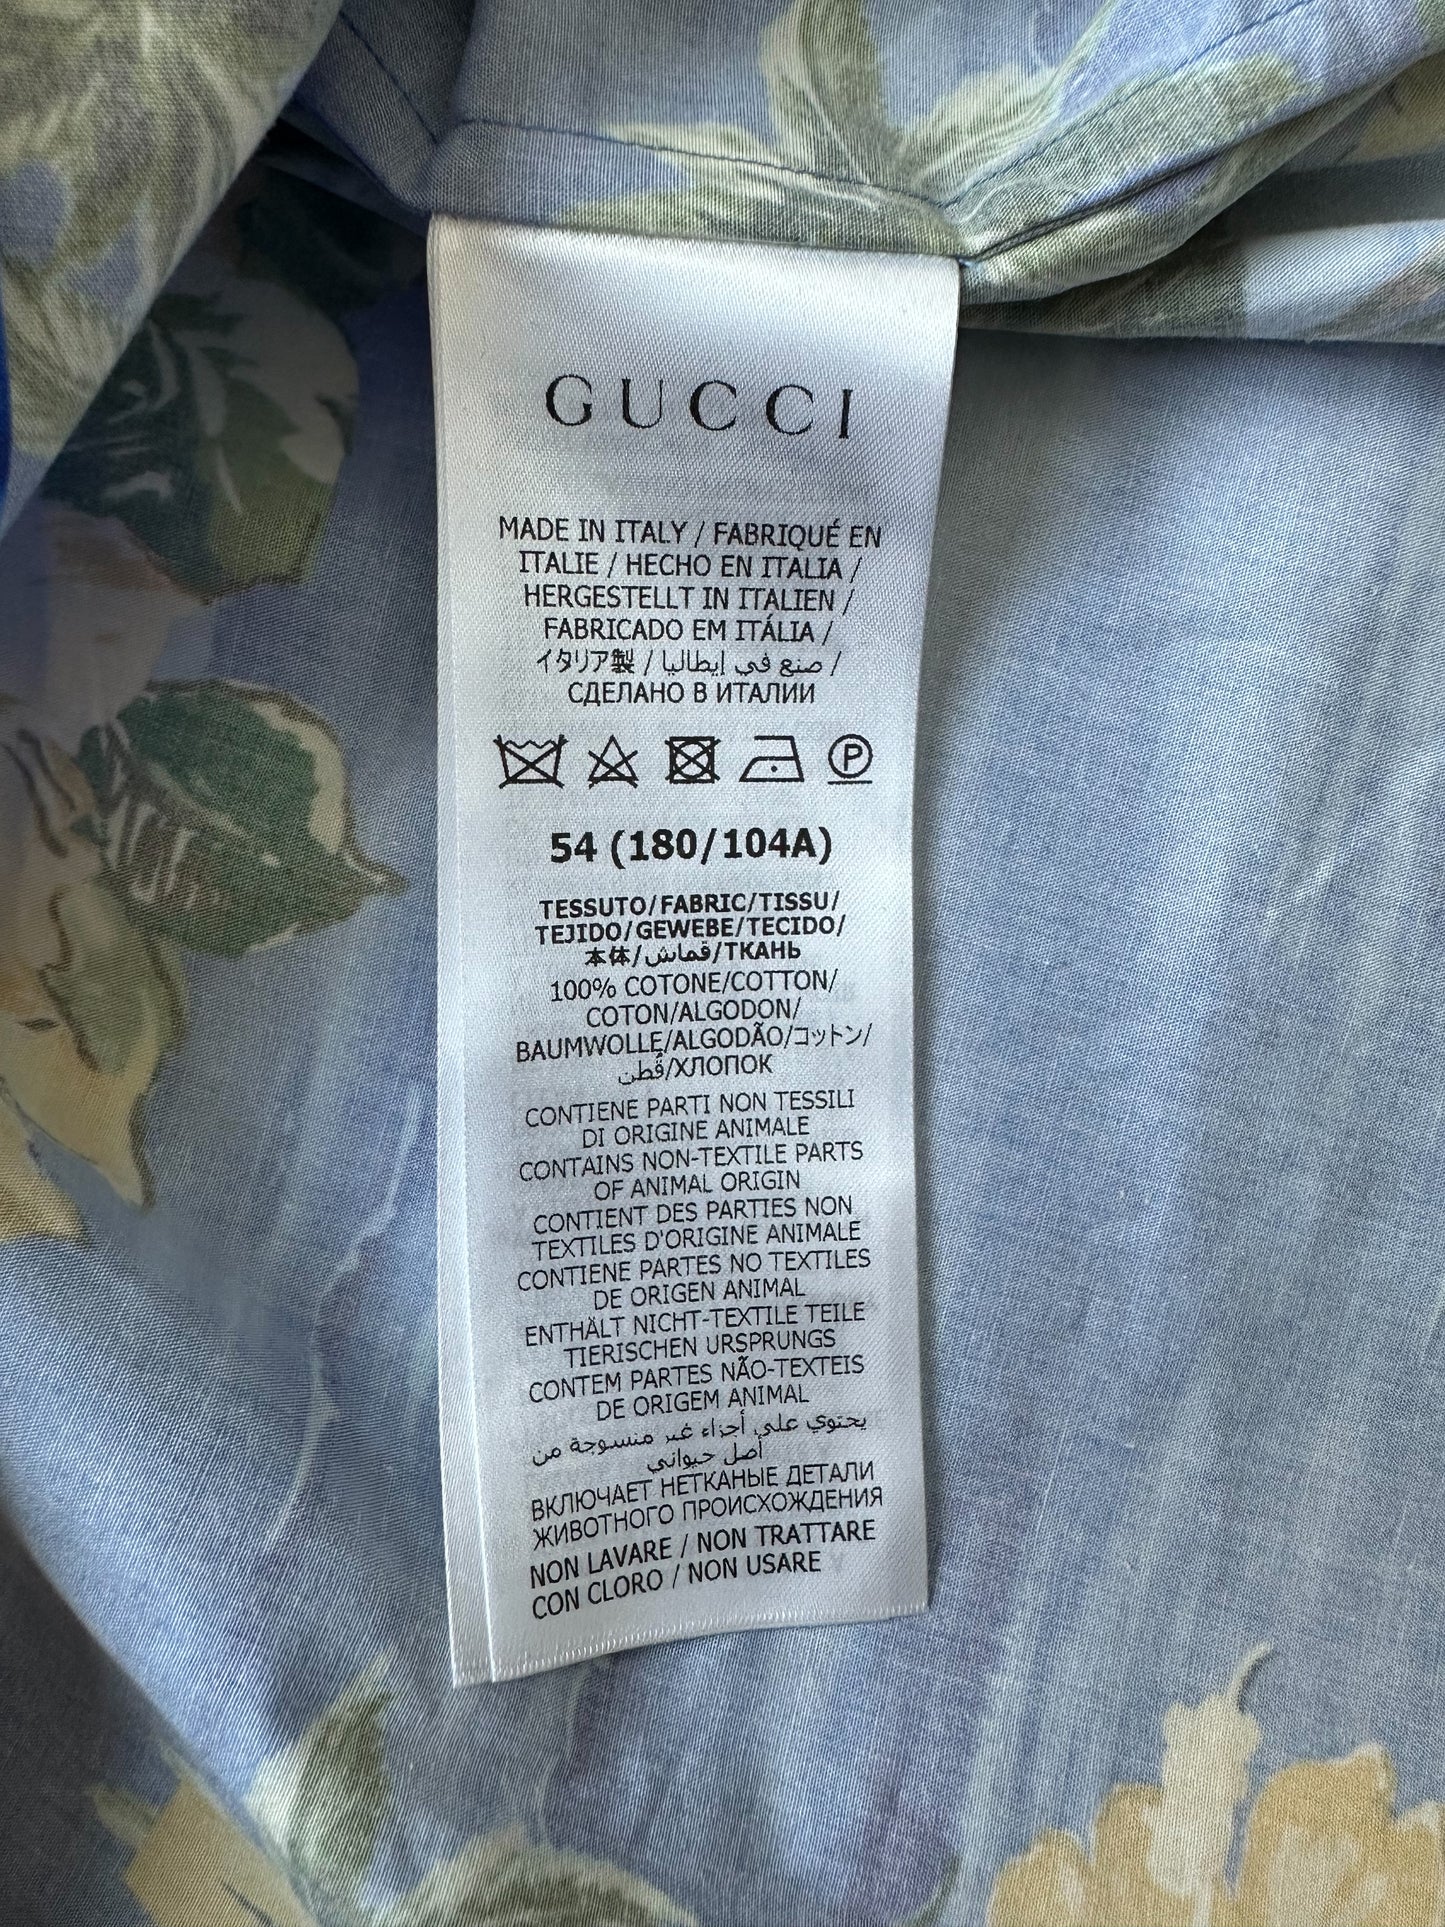 GUCCI
MADE IN ITALY / FABRIQUÉ EN
ITALIE / HECHO EN ITALIA /
HERGESTELLT IN ITALIEN /
FABRICADO EM ITÁLIA /
イタリア製 / صنع في إيطاليا /
СДЕЛАНО В ИТАЛИИ
P
54 (180/104A)
TESSUTO/FABRIC/TISSU/
TEJIDO/GEWEBE/TECIDO/
本体/قماش/ТКАНЬ
100% COTONE/COTTON/
COTON/ALGODON/
BAUMWOLLE/ALGODÃO/コットン/
قطن/ХЛОПОК
CONTIENE PARTI NON TESSILI
DI ORIGINE ANIMALE
CONTAINS NON-TEXTILE PARTS
OF ANIMAL ORIGIN
CONTIENT DES PARTIES NON
TEXTILES D'ORIGINE ANIMALE
CONTIENE PARTES NO TEXTILES
DE ORIGEN ANIMAL
ENTHÄLT NICHT-TEXTILE TEILE
TIERISCHEN URSPRUNGS
CONTEM PARTES NÃO-TEXTEIS
DE ORIGEM ANIMAL
يحتوي على أجزاء غير منسوجة من
أصل حيواني
ВКЛЮЧАЕТ НЕТКАНЫЕ ДЕТАЛИ
ЖИВОТНОГО ПРОИСХОЖДЕНИЯ
NON LAVARE / NON TRATTARE
CON CLORO / NON USARE